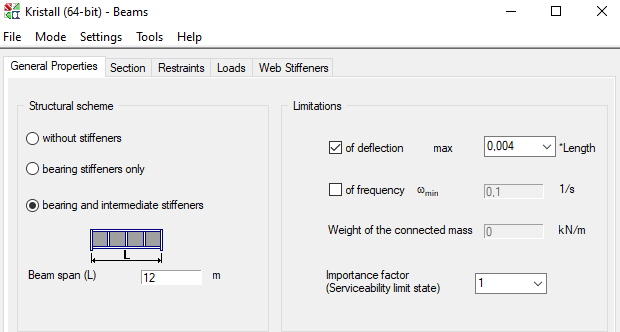 Kristall (64-bit) - Beams
File Mode Settings Tools Help
General Properties Section Restraints Loads Web Stiffeners
Structural scheme
without stiffeners
bearing stiffeners only
bearing and intermediate stiffeners
L
Beam span (L) 12 m
Limitations
of deflection max 0,004 *Length
of frequency ωmin 0,1 1/s
Weight of the connected mass 0 kN/m
Importance factor
(Serviceability limit state) 1